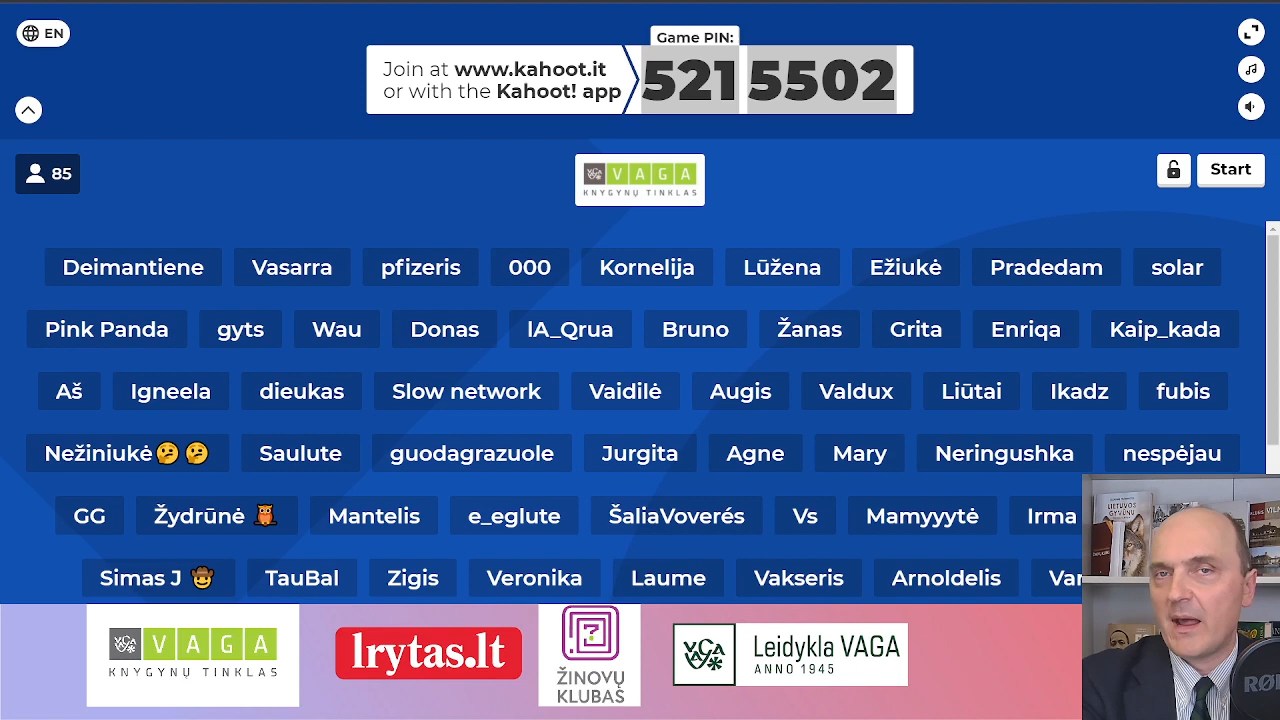 EN
Game PIN:
Join at www.kahoot.it
or with the Kahoot! app
521 5502
85
VAGA
KNYGYNŲ TINKLAS
Start
Deimantiene Vasarra pfizeris 000 Kornelija Lūžena Ežiukė Pradedam solar
Pink Panda gyts Wau Donas lA_Qrua Bruno Žanas Grita Enriqa Kaip_kada
Aš Igneela dieukas Slow network Vaidilė Augis Valdux Liūtai Ikadz fubis
Nežiniukė🤔🤔 Saulute guodagrazuole Jurgita Agne Mary Neringushka nespėjau
GG Žydrūnė 🦉 Mantelis e_eglute ŠaliaVoverés Vs Mamyyytė Irma
Simas J 🤠 TauBal Zigis Veronika Laume Vakseris Arnoldelis
LIETUVOS
GYVŪNŲ
VAGA
KNYGYNŲ TINKLAS
lrytas.lt
?
ŽINOVŲ
KLUBAS
VAGA
Leidykla VAGA
ANNO 1945